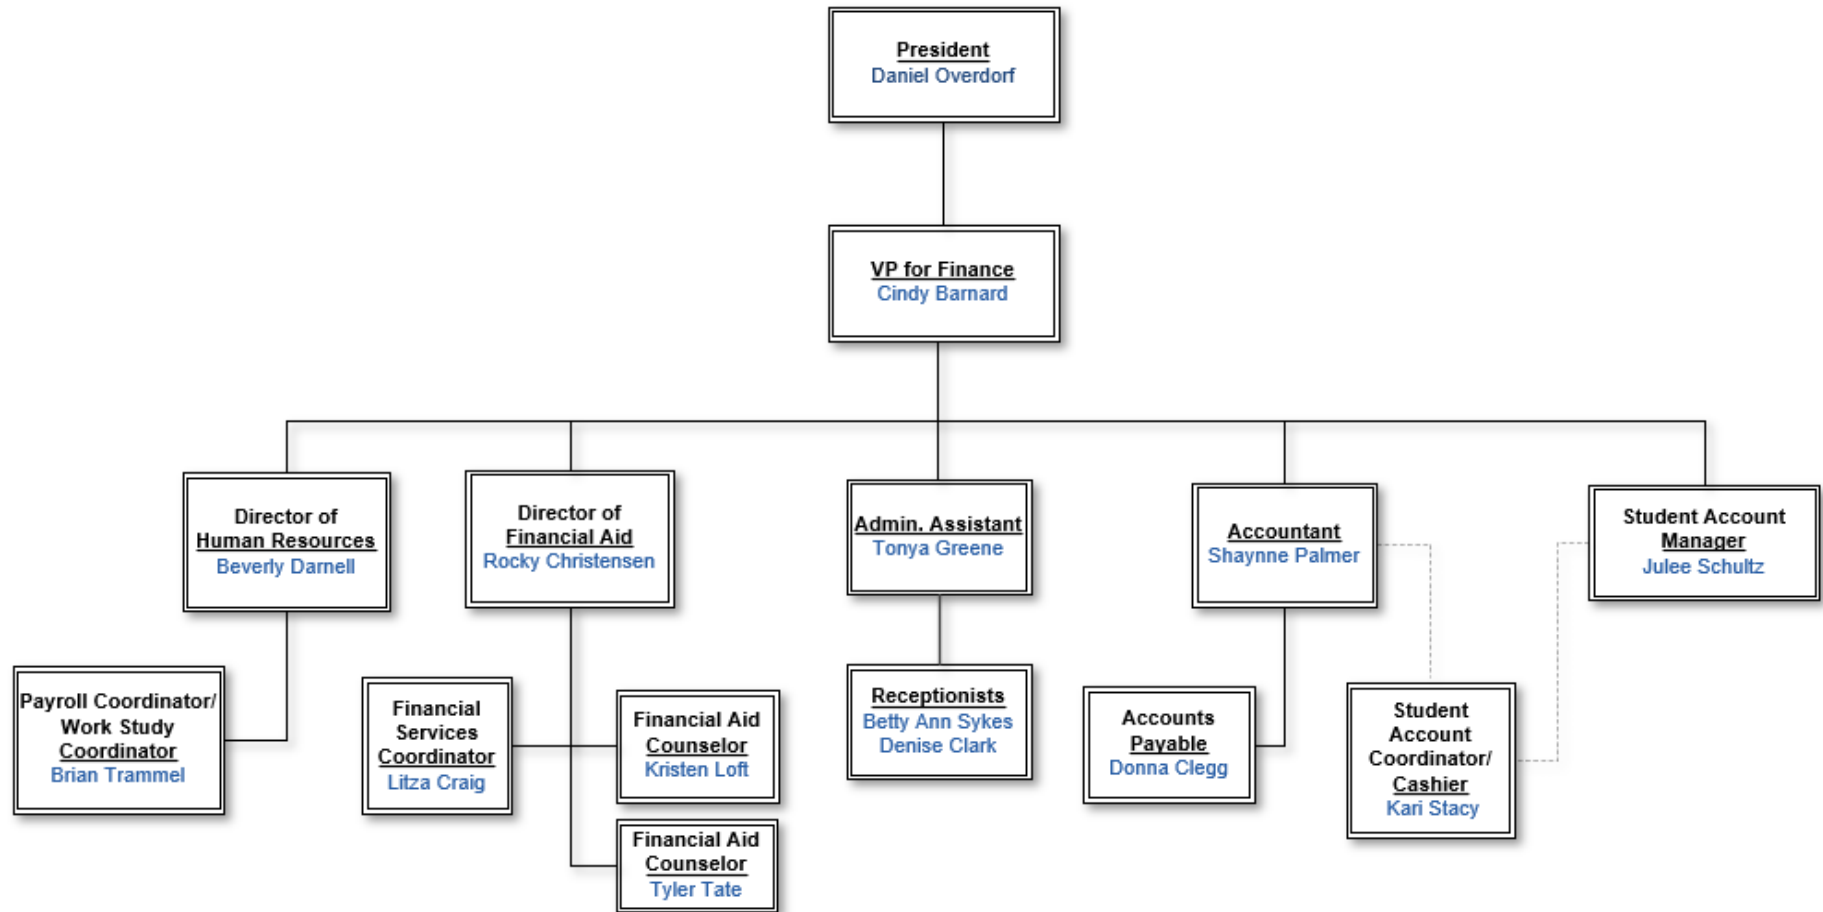 President
Daniel Overdorf
VP for Finance
Cindy Barnard
Director of
Human Resources
Beverly Darnell
Director of
Financial Aid
Rocky Christensen
Admin. Assistant
Tonya Greene
Accountant
Shaynne Palmer
Student Account
Manager
Julee Schultz
Payroll Coordinator/
Work Study
Coordinator
Brian Trammel
Financial
Services
Coordinator
Litza Craig
Financial Aid
Counselor
Kristen Loft
Financial Aid
Counselor
Tyler Tate
Receptionists
Betty Ann Sykes
Denise Clark
Accounts
Payable
Donna Clegg
Student
Account
Coordinator/
Cashier
Kari Stacy